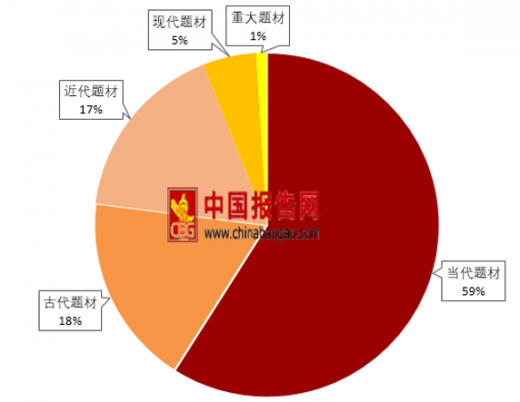 现代题材
5%
重大题材
1%
近代题材
17%
中国报告网
www.chinabaogao.com
CBG
当代题材
59%
古代题材
18%